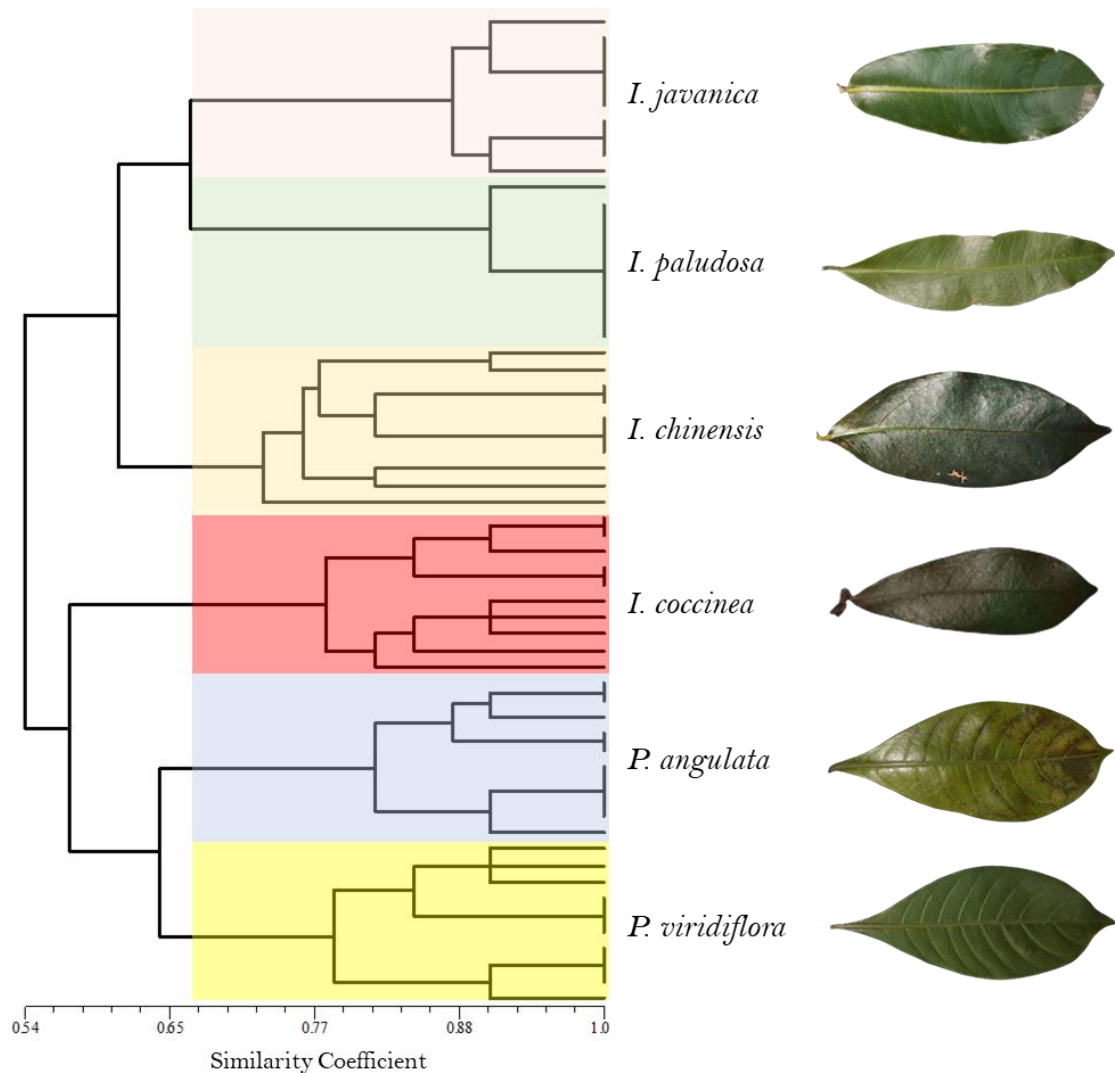 I. javanica
I. paludosa
I. chinensis
I. coccinea
P. angulata
P. viridiflora
0.54 0.65 0.77 0.88 1.0
Similarity Coefficient